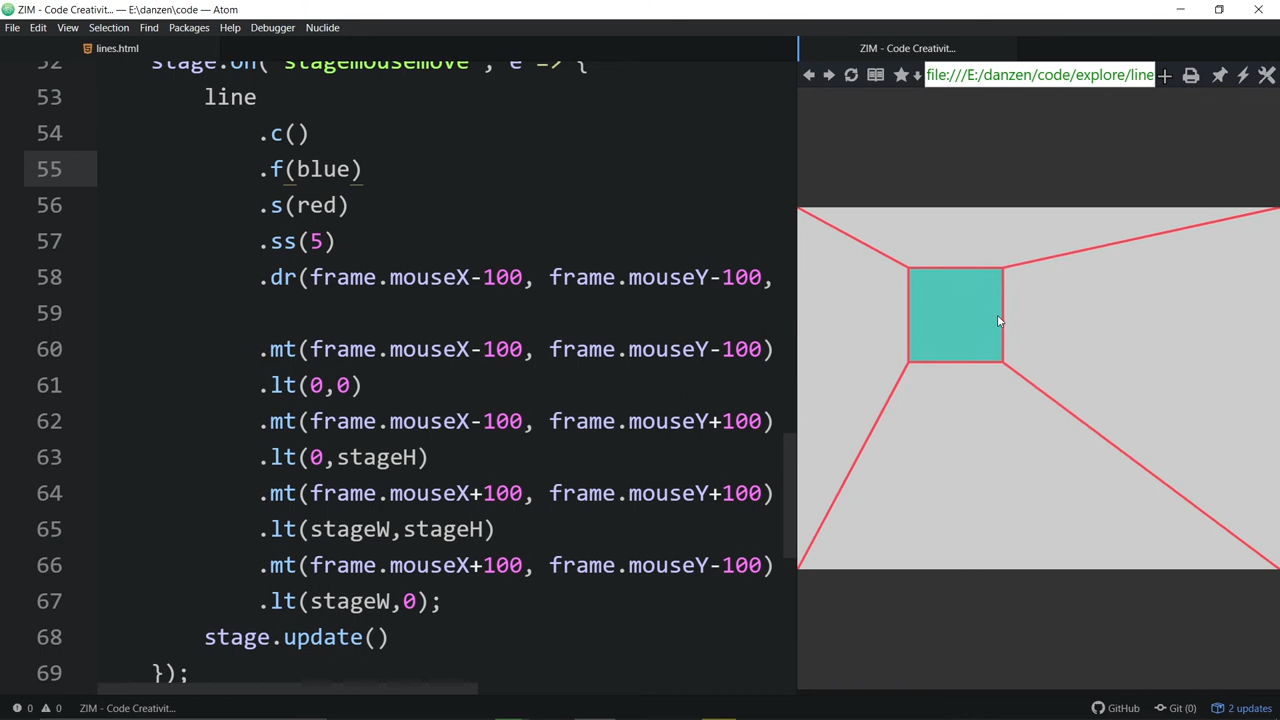 ZIM - Code Creativit... — E:\danzen\code — Atom
File Edit View Selection Find Packages Help Debugger Nuclide
lines.html
ZIM - Code Creativit...
file:///E:/danzen/code/explore/line
52 stage.on("stagemousemove", e => {
53 line
54 .c()
55 .f(blue)
56 .s(red)
57 .ss(5)
58 .dr(frame.mouseX-100, frame.mouseY-100,
59
60 .mt(frame.mouseX-100, frame.mouseY-100)
61 .lt(0,0)
62 .mt(frame.mouseX-100, frame.mouseY+100)
63 .lt(0,stageH)
64 .mt(frame.mouseX+100, frame.mouseY+100)
65 .lt(stageW,stageH)
66 .mt(frame.mouseX+100, frame.mouseY-100)
67 .lt(stageW,0);
68 stage.update()
69 });
0 0 ZIM - Code Creativit...
GitHub Git (0) 2 updates